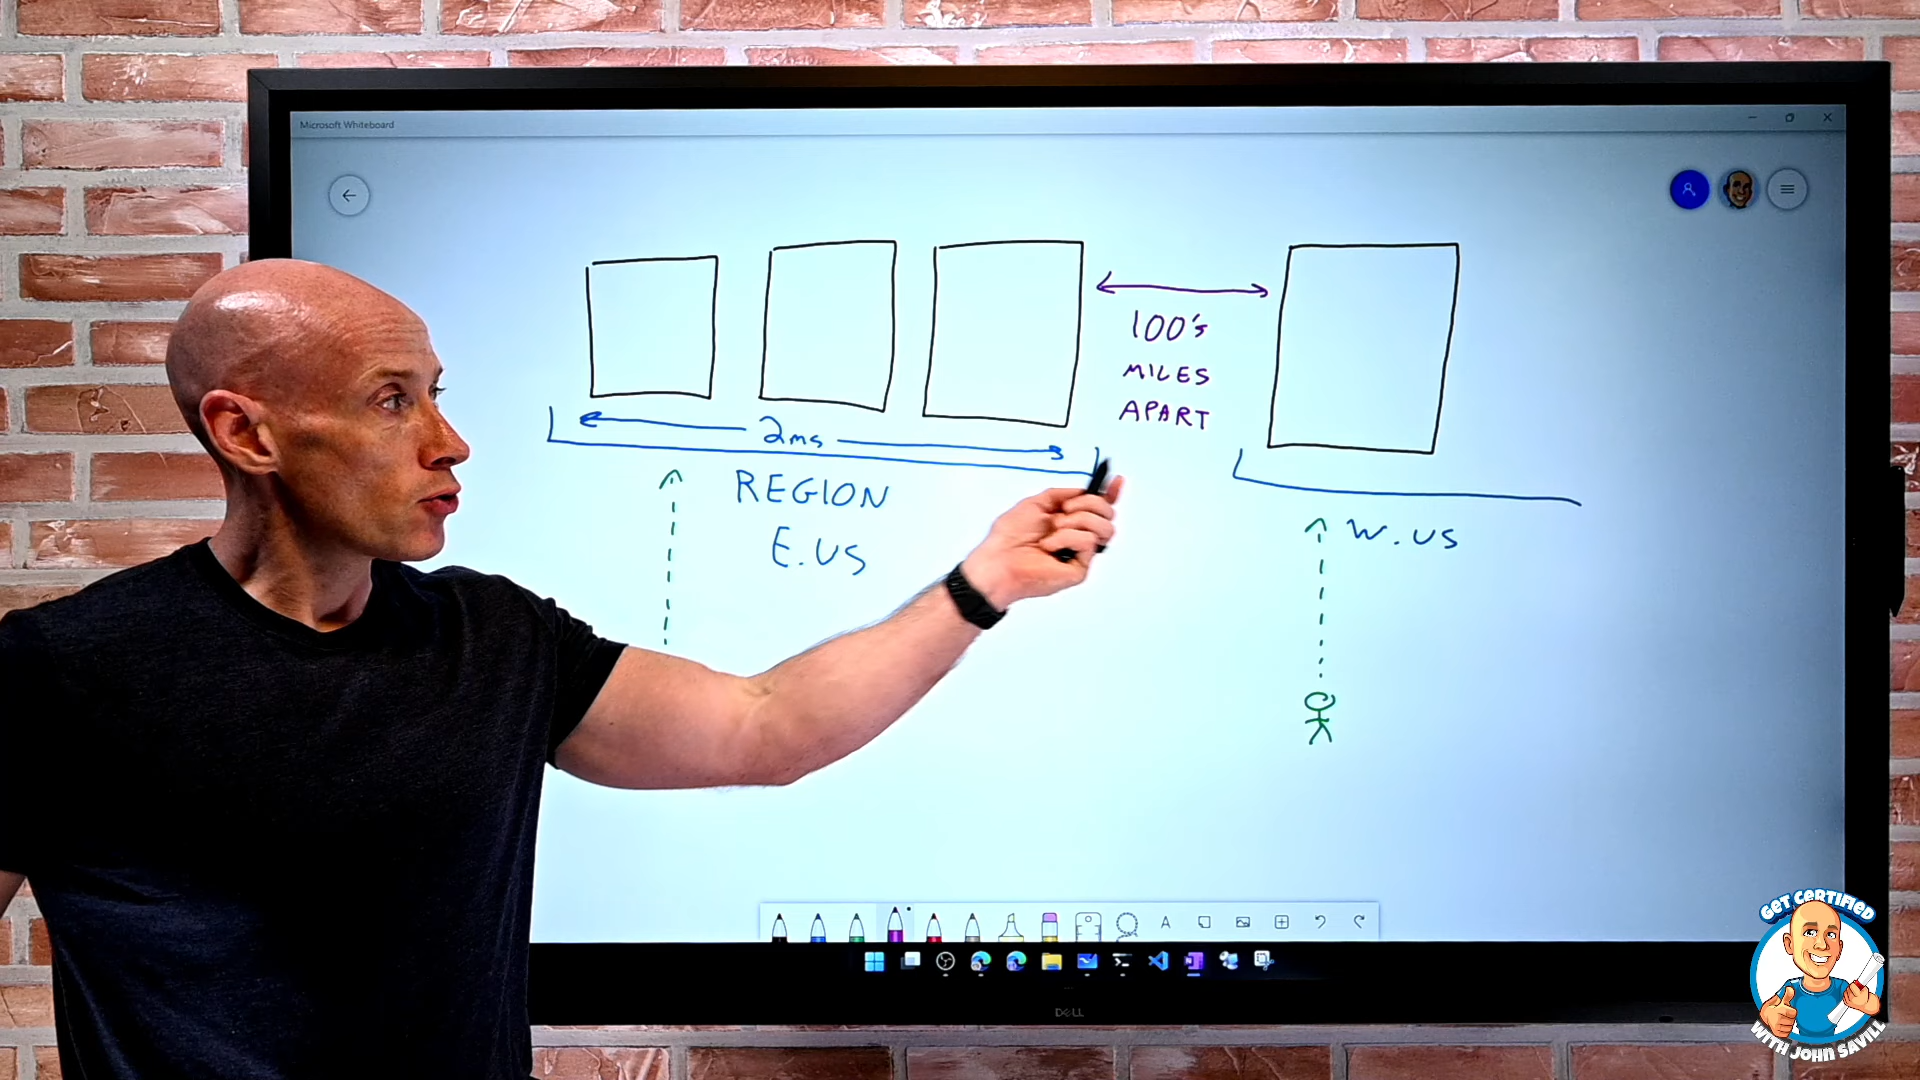 Microsoft Whiteboard
100's
MILES
APART
2ms
REGION
E.US
W.US
A
DELL
GET CERTIFIED
WITH JOHN SAVILL